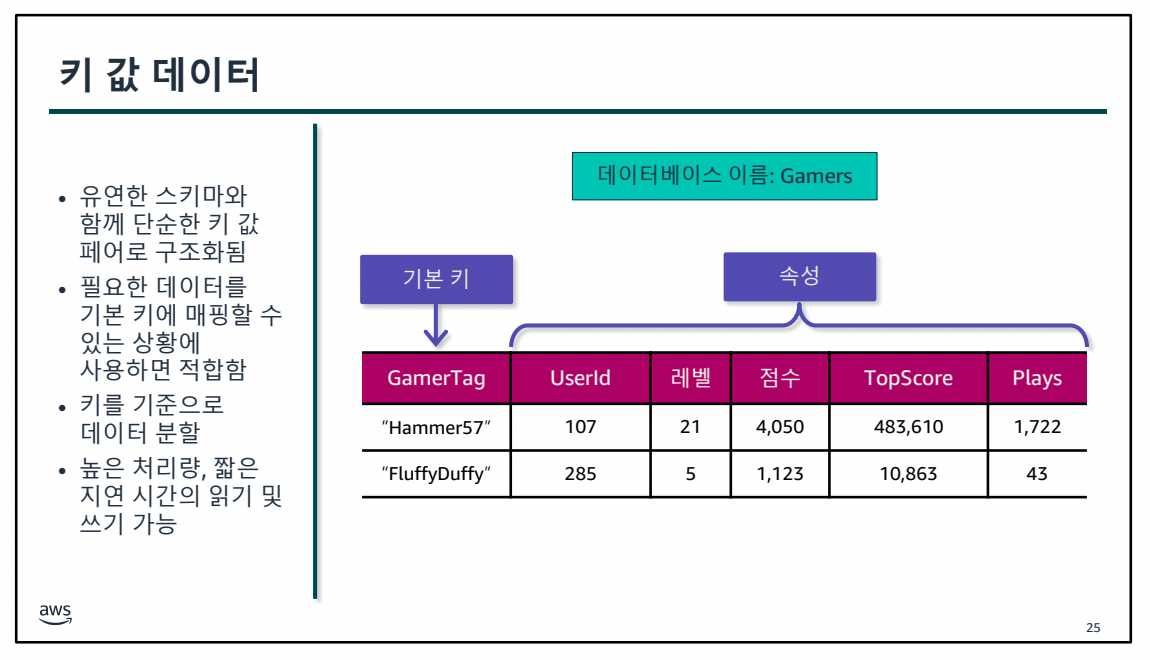 키 값 데이터
• 유연한 스키마와
함께 단순한 키 값
페어로 구조화됨
• 필요한 데이터를
기본 키에 매핑할 수
있는 상황에
사용하면 적합함
• 키를 기준으로
데이터 분할
• 높은 처리량, 짧은
지연 시간의 읽기 및
쓰기 가능
데이터베이스 이름: Gamers
기본 키 속성
GamerTag UserId 레벨 점수 TopScore Plays
"Hammer57" 107 21 4,050 483,610 1,722
"FluffyDuffy" 285 5 1,123 10,863 43
aws
25